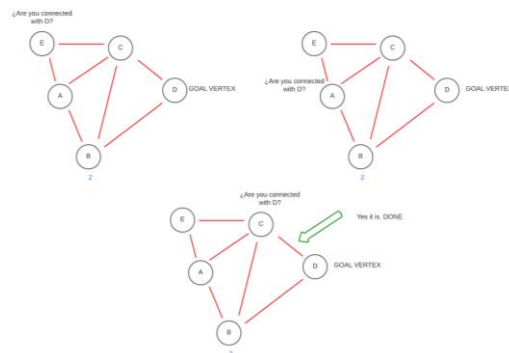 ¿Are you connected
with D?
E
C
A
D
GOAL VERTEX
B
2
E
C
¿Are you connected
with D?
A
D
GOAL VERTE
B
2
¿Are you connected
with D?
E
C
Yes it is. DONE
A
D
GOAL VERTEX
B